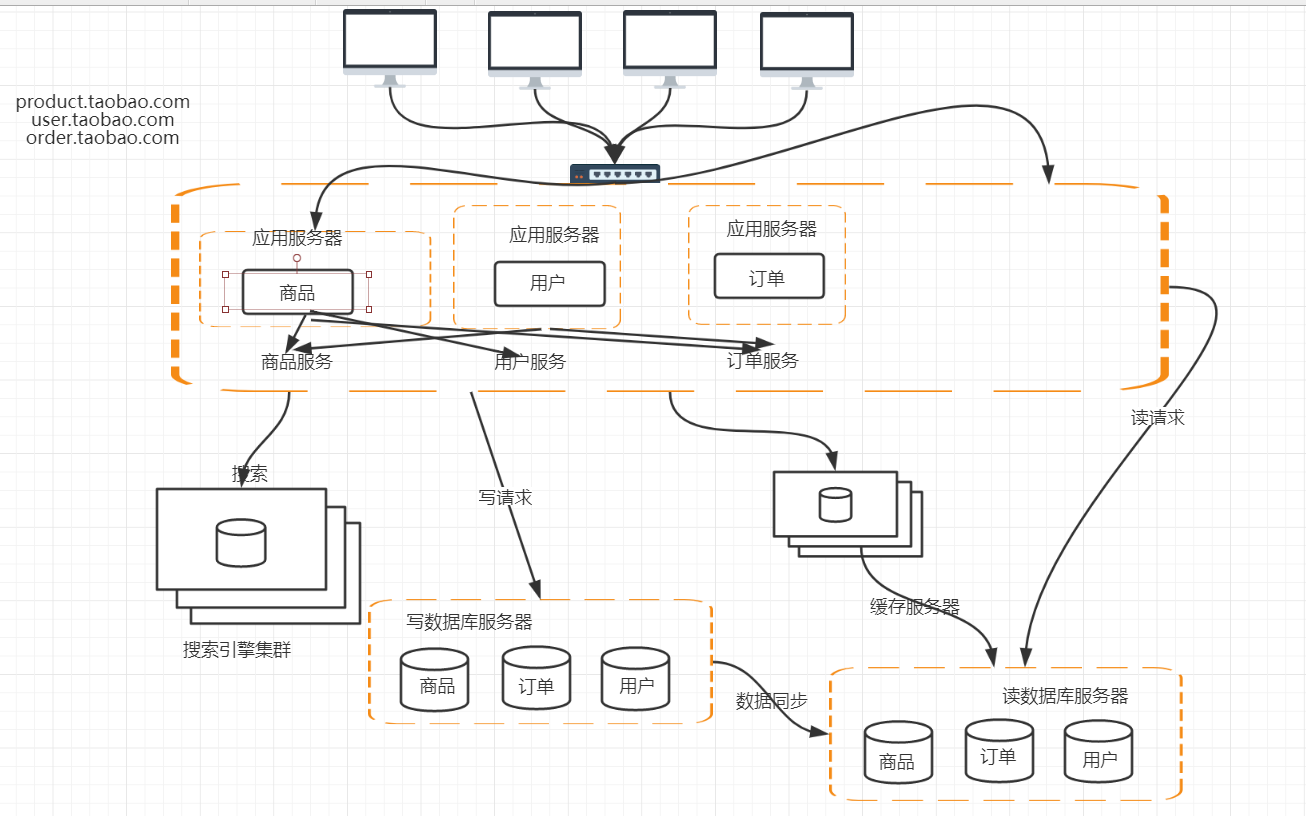 product.taobao.com
user.taobao.com
order.taobao.com
应用服务器
应用服务器
应用服务器
商品
用户
订单
商品服务
用户服务
订单服务
读请求
搜索
写请求
缓存服务器
写数据库服务器
搜索引擎集群
商品
订单
用户
数据同步
读数据库服务器
商品
订单
用户